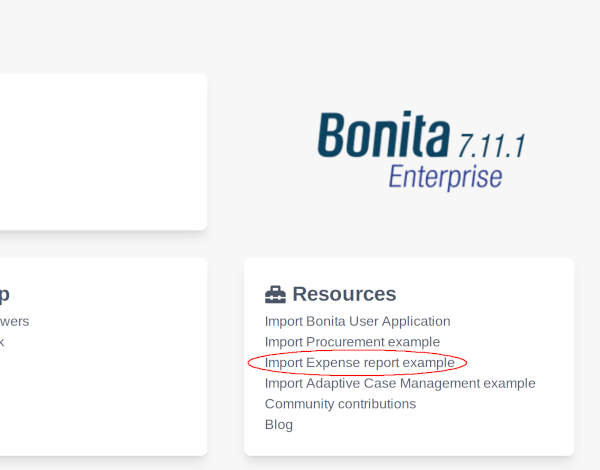 Bonita 7.11.1
Enterprise
p
wers
k
Resources
Import Bonita User Application
Import Procurement example
Import Expense report example
Import Adaptive Case Management example
Community contributions
Blog